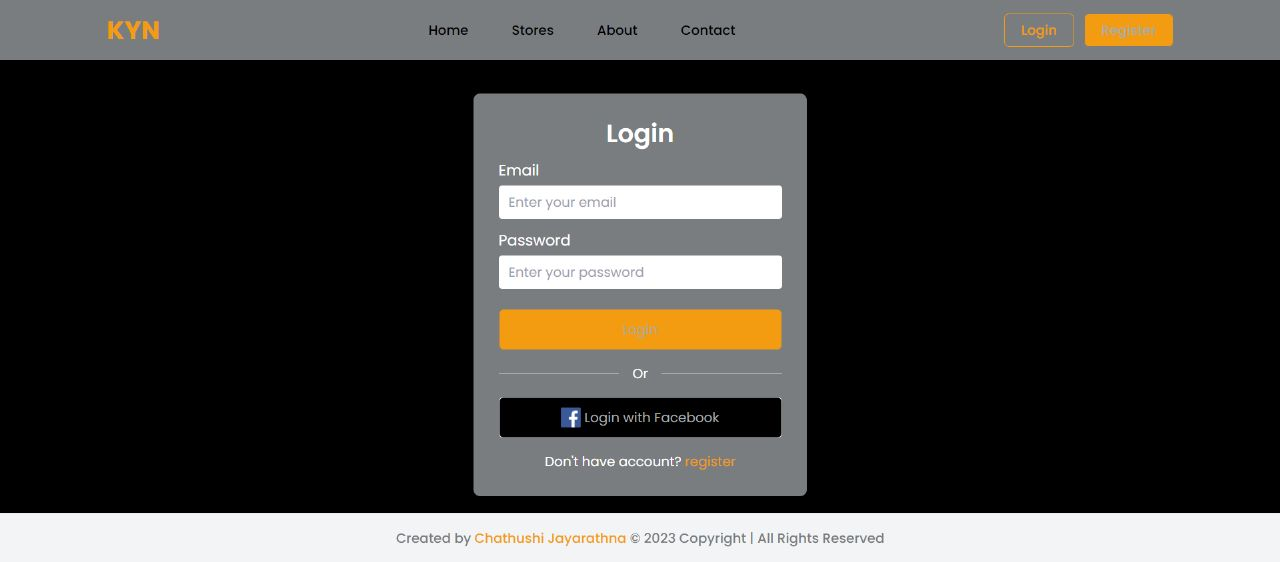 KYN Home Stores About Contact Login Register
Login
Email
Enter your email
Password
Enter your password
Login
Or
Login with Facebook
Don't have account? register
Created by Chathushi Jayarathna © 2023 Copyright | All Rights Reserved